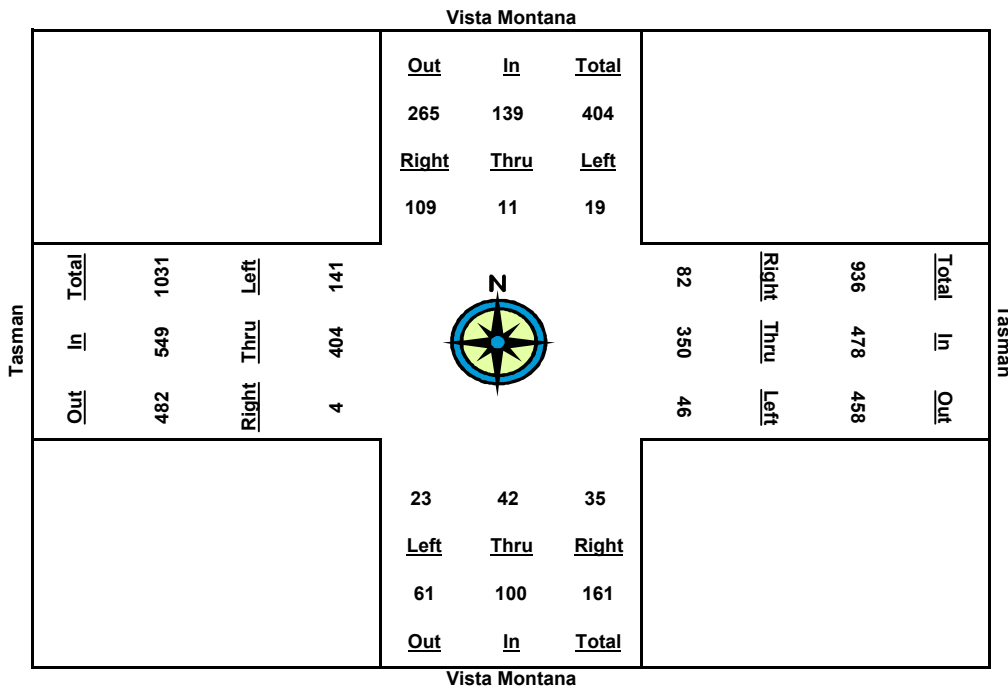 Vista Montana
Out In Total
265 139 404
Right Thru Left
109 11 19
Tasman
Total 1031 Left 141
In 549 Thru 404
Out 482 Right 4
N
82 Right 936 Total
350 Thru 478 In
46 Left 458 Out
Tasman
23 42 35
Left Thru Right
61 100 161
Out In Total
Vista Montana